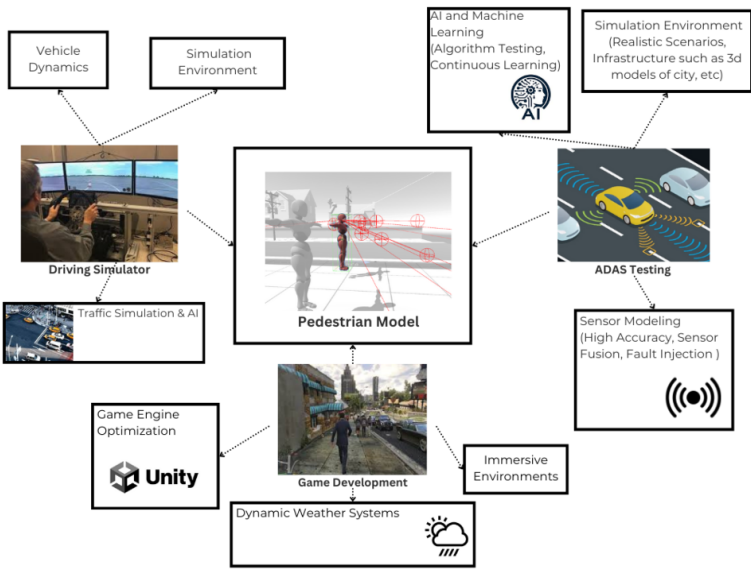 Vehicle
Dynamics
Simulation
Environment
AI and Machine
Learning
(Algorithm Testing,
Continuous Learning)
AI
Simulation Environment
(Realistic Scenarios,
Infrastructure such as 3d
models of city, etc)
Driving Simulator
Pedestrian Model
ADAS Testing
Traffic Simulation & AI
Sensor Modeling
(High Accuracy, Sensor
Fusion, Fault Injection )
Game Engine
Optimization
Unity
Game Development
Immersive
Environments
Dynamic Weather Systems